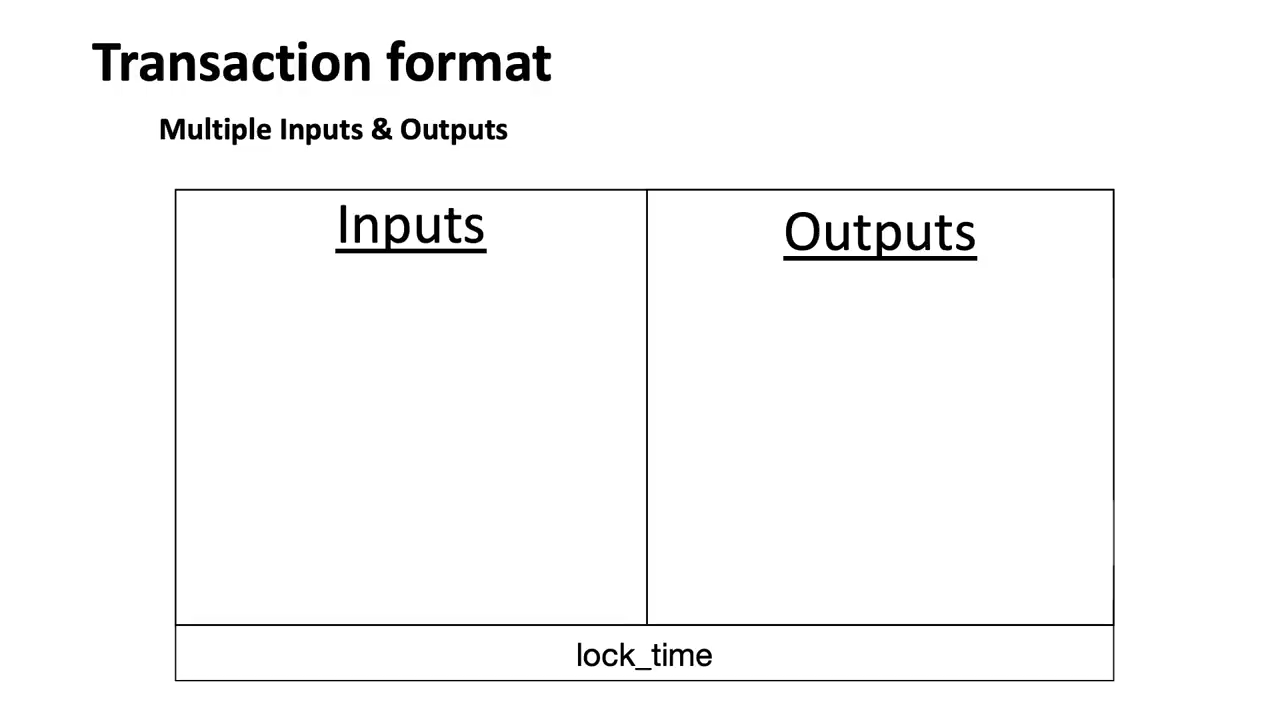 Transaction format
Multiple Inputs & Outputs
Inputs
Outputs
lock_time